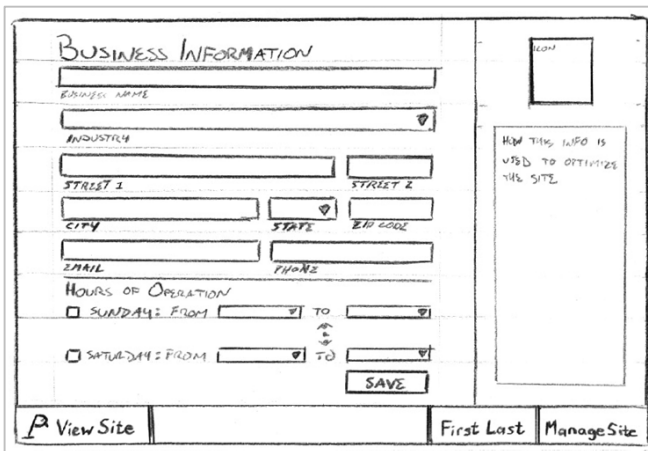 BUSINESS INFORMATION
ICON
BUSINESS NAME
INDUSTRY
HOW THIS INFO IS
USED TO OPTIMIZE
THE SITE
STREET 1 STREET 2
CITY STATE ZIP CODE
EMAIL PHONE
HOURS OF OPERATION
SUNDAY: FROM TO
SATURDAY: FROM TO
SAVE
View Site First Last Manage Site